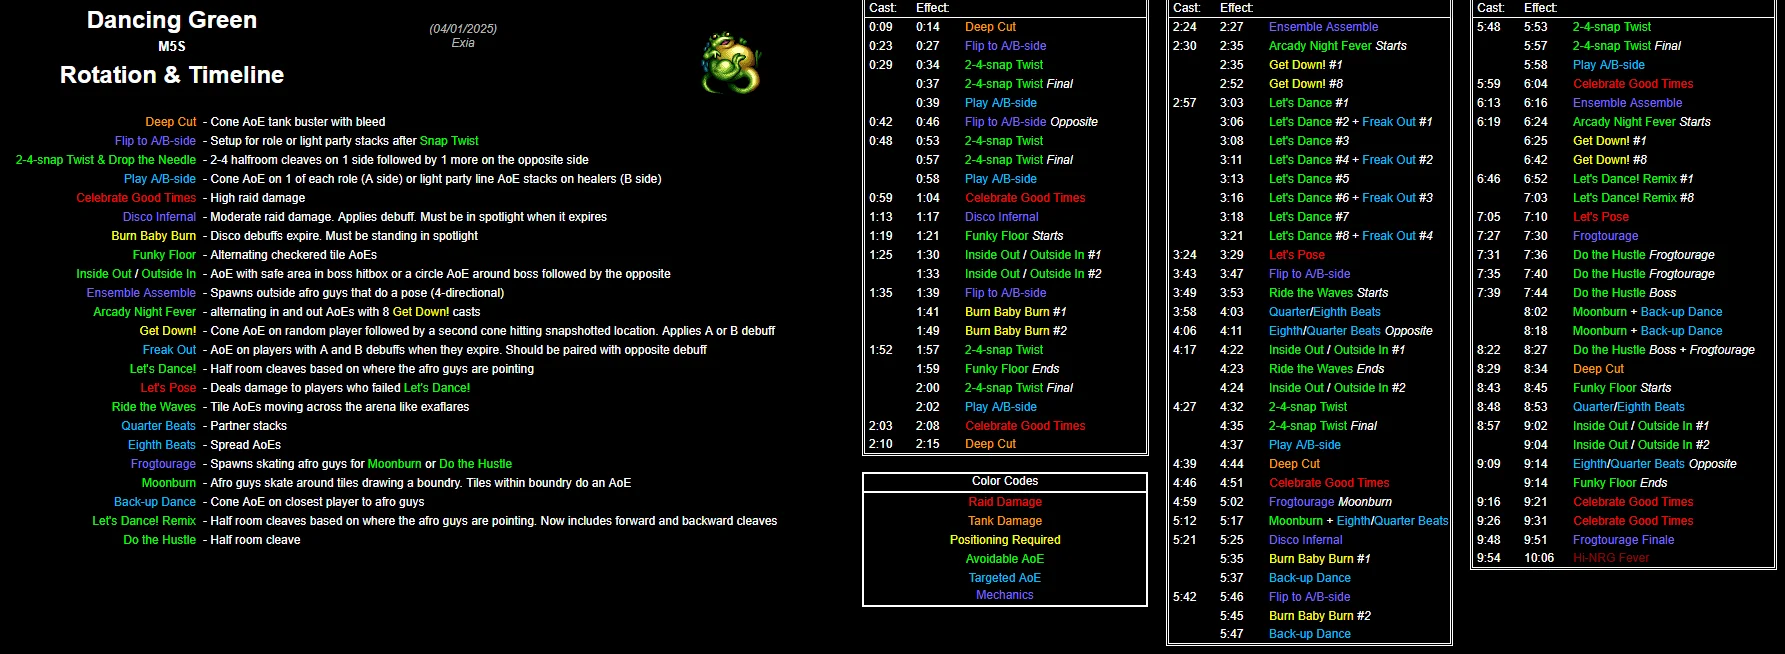 Dancing Green
M5S
Rotation & Timeline
(04/01/2025)
Exia
Deep Cut - Cone AoE tank buster with bleed
Flip to A/B-side - Setup for role or light party stacks after Snap Twist
2-4-snap Twist & Drop the Needle - 2-4 halfroom cleaves on 1 side followed by 1 more on the opposite side
Play A/B-side - Cone AoE on 1 of each role (A side) or light party line AoE stacks on healers (B side)
Celebrate Good Times - High raid damage
Disco Infernal - Moderate raid damage. Applies debuff. Must be in spotlight when it expires
Burn Baby Burn - Disco debuffs expire. Must be standing in spotlight
Funky Floor - Alternating checkered tile AoEs
Inside Out / Outside In - AoE with safe area in boss hitbox or a circle AoE around boss followed by the opposite
Ensemble Assemble - Spawns outside afro guys that do a pose (4-directional)
Arcady Night Fever - alternating in and out AoEs with 8 Get Down! casts
Get Down! - Cone AoE on random player followed by a second cone hitting snapshotted location. Applies A or B debuff
Freak Out - AoE on players with A and B debuffs when they expire. Should be paired with opposite debuff
Let's Dance! - Half room cleaves based on where the afro guys are pointing
Let's Pose - Deals damage to players who failed Let's Dance!
Ride the Waves - Tile AoEs moving across the arena like exaflares
Quarter Beats - Partner stacks
Eighth Beats - Spread AoEs
Frogtourage - Spawns skating afro guys for Moonburn or Do the Hustle
Moonburn - Afro guys skate around tiles drawing a boundry. Tiles within boundry do an AoE
Back-up Dance - Cone AoE on closest player to afro guys
Let's Dance! Remix - Half room cleaves based on where the afro guys are pointing. Now includes forward and backward cleaves
Do the Hustle - Half room cleave
Cast: Effect:
0:09 0:14 Deep Cut
0:23 0:27 Flip to A/B-side
0:29 0:34 2-4-snap Twist
0:37 2-4-snap Twist Final
0:39 Play A/B-side
0:42 0:46 Flip to A/B-side Opposite
0:48 0:53 2-4-snap Twist
0:57 2-4-snap Twist Final
0:58 Play A/B-side
0:59 1:04 Celebrate Good Times
1:13 1:17 Disco Infernal
1:19 1:21 Funky Floor Starts
1:25 1:30 Inside Out / Outside In #1
1:33 Inside Out / Outside In #2
1:35 1:39 Flip to A/B-side
1:41 Burn Baby Burn #1
1:49 Burn Baby Burn #2
1:52 1:57 2-4-snap Twist
1:59 Funky Floor Ends
2:00 2-4-snap Twist Final
2:02 Play A/B-side
2:03 2:08 Celebrate Good Times
2:10 2:15 Deep Cut
Color Codes
Raid Damage
Tank Damage
Positioning Required
Avoidable AoE
Targeted AoE
Mechanics
Cast: Effect:
2:24 2:27 Ensemble Assemble
2:30 2:35 Arcady Night Fever Starts
2:35 Get Down! #1
2:52 Get Down! #8
2:57 3:03 Let's Dance #1
3:06 Let's Dance #2 + Freak Out #1
3:08 Let's Dance #3
3:11 Let's Dance #4 + Freak Out #2
3:13 Let's Dance #5
3:16 Let's Dance #6 + Freak Out #3
3:18 Let's Dance #7
3:21 Let's Dance #8 + Freak Out #4
3:24 3:29 Let's Pose
3:43 3:47 Flip to A/B-side
3:49 3:53 Ride the Waves Starts
3:58 4:03 Quarter/Eighth Beats
4:06 4:11 Eighth/Quarter Beats Opposite
4:17 4:22 Inside Out / Outside In #1
4:23 Ride the Waves Ends
4:24 Inside Out / Outside In #2
4:27 4:32 2-4-snap Twist
4:35 2-4-snap Twist Final
4:37 Play A/B-side
4:39 4:44 Deep Cut
4:46 4:51 Celebrate Good Times
4:59 5:02 Frogtourage Moonburn
5:12 5:17 Moonburn + Eighth/Quarter Beats
5:21 5:25 Disco Infernal
5:35 Burn Baby Burn #1
5:37 Back-up Dance
5:42 5:46 Flip to A/B-side
5:45 Burn Baby Burn #2
5:47 Back-up Dance
Cast: Effect:
5:48 5:53 2-4-snap Twist
5:57 2-4-snap Twist Final
5:58 Play A/B-side
5:59 6:04 Celebrate Good Times
6:13 6:16 Ensemble Assemble
6:19 6:24 Arcady Night Fever Starts
6:25 Get Down! #1
6:42 Get Down! #8
6:46 6:52 Let's Dance! Remix #1
7:03 Let's Dance! Remix #8
7:05 7:10 Let's Pose
7:27 7:30 Frogtourage
7:31 7:36 Do the Hustle Frogtourage
7:35 7:40 Do the Hustle Frogtourage
7:39 7:44 Do the Hustle Boss
8:02 Moonburn + Back-up Dance
8:18 Moonburn + Back-up Dance
8:22 8:27 Do the Hustle Boss + Frogtourage
8:29 8:34 Deep Cut
8:43 8:45 Funky Floor Starts
8:48 8:53 Quarter/Eighth Beats
8:57 9:02 Inside Out / Outside In #1
9:04 Inside Out / Outside In #2
9:09 9:14 Eighth/Quarter Beats Opposite
9:14 Funky Floor Ends
9:16 9:21 Celebrate Good Times
9:26 9:31 Celebrate Good Times
9:48 9:51 Frogtourage Finale
9:54 10:06 Hi-NRG Fever